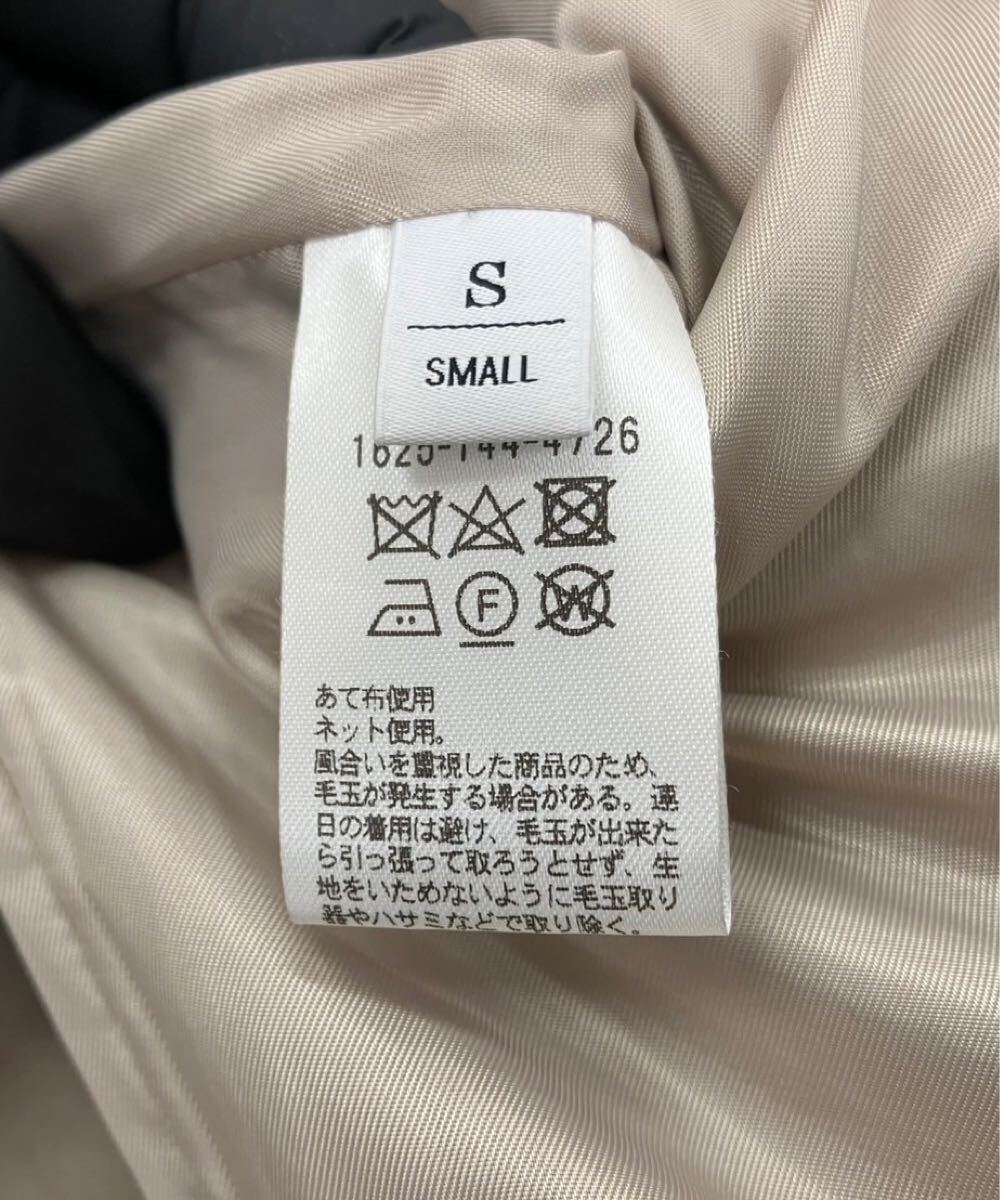 S
SMALL
1625-144-4726
F
W
あて布使用
ネット使用。
風合いを重視した商品のため、
毛玉が発生する場合がある。連
日の着用は避け、毛玉が出来た
ら引っ張って取ろうとせず、生
地をいためないように毛玉取り
器やハサミなどで取り除く。